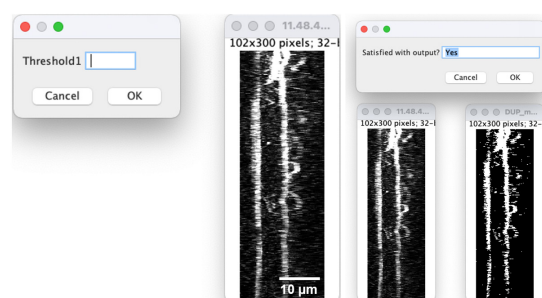 Threshold1
Cancel
OK
11.48.4...
102x300 pixels; 32-l
10 µm
Satisfied with output? Yes
Cancel
OK
11.48.4...
102x300 pixels; 32-l
DUP_m...
102x300 pixels; 32-